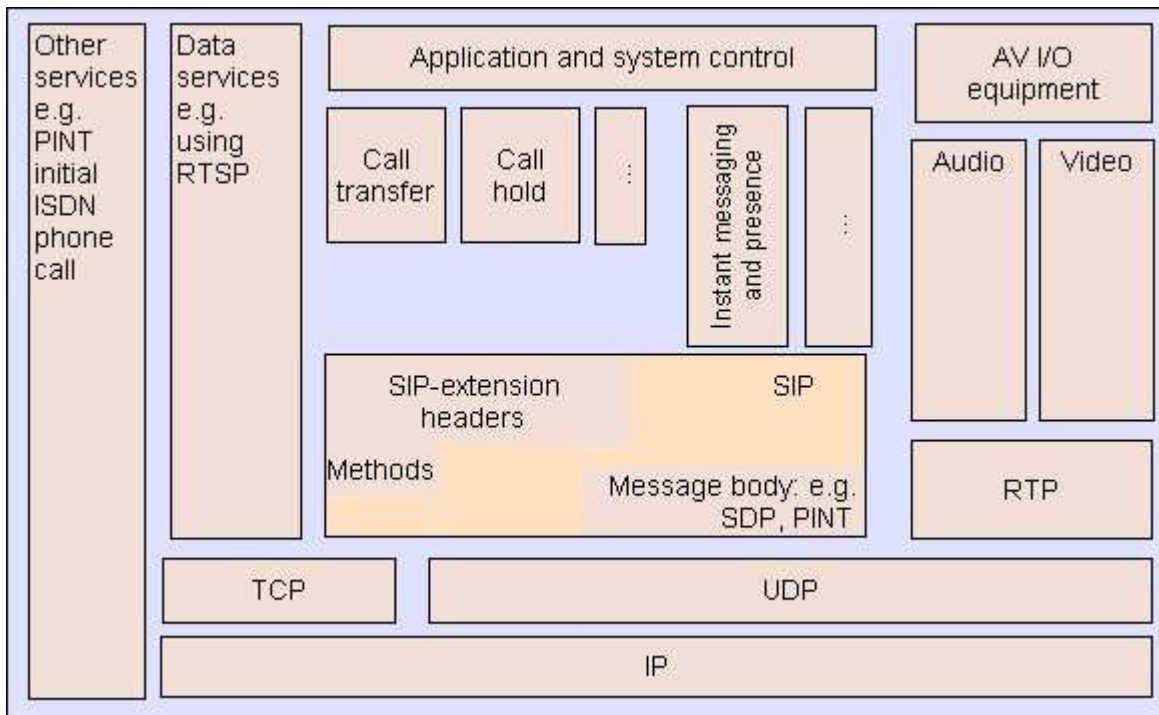 Other
services
e.g.
PINT
initial
ISDN
phone
call
Data
services
e.g.
using
RTSP
Application and system control
AV I/O
equipment
Call
transfer
Call
hold
...
Instant messaging
and presence
...
Audio
Video
SIP-extension
headers
SIP
Methods
Message body: e.g.
SDP, PINT
RTP
TCP
UDP
IP